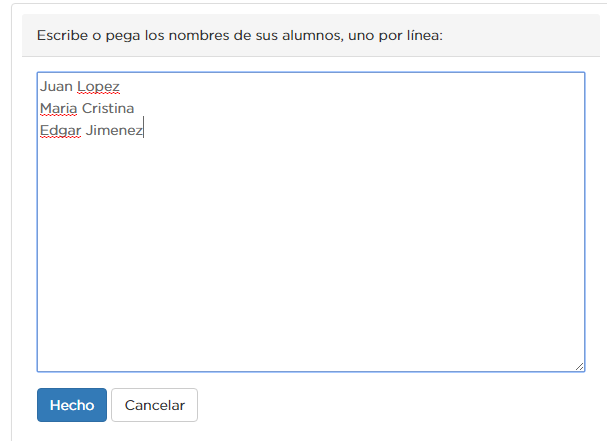 Escribe o pega los nombres de sus alumnos, uno por línea:
Juan Lopez
Maria Cristina
Edgar Jimenez
Hecho Cancelar